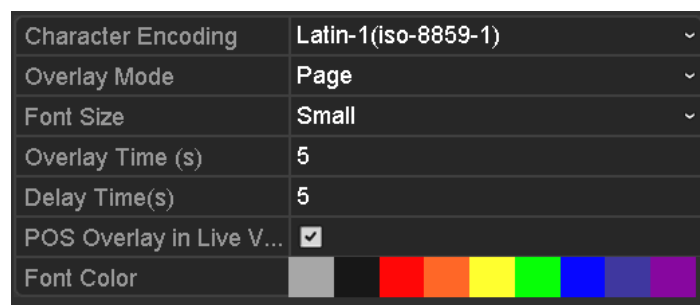 Character Encoding Latin-1(iso-8859-1)
Overlay Mode Page
Font Size Small
Overlay Time (s) 5
Delay Time(s) 5
POS Overlay in Live V...
Font Color